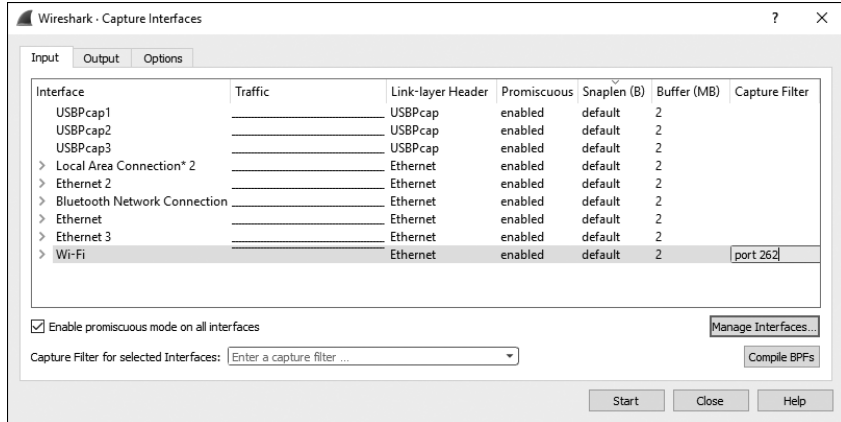 Wireshark · Capture Interfaces ? X
Input Output Options
Interface Traffic Link-layer Header Promiscuous Snaplen (B) Buffer (MB) Capture Filter
USBPcap1 USBPcap enabled default 2
USBPcap2 USBPcap enabled default 2
USBPcap3 USBPcap enabled default 2
Local Area Connection* 2 Ethernet enabled default 2
Ethernet 2 Ethernet enabled default 2
Bluetooth Network Connection Ethernet enabled default 2
Ethernet Ethernet enabled default 2
Ethernet 3 Ethernet enabled default 2
Wi-Fi Ethernet enabled default 2 port 262
Enable promiscuous mode on all interfaces Manage Interfaces...
Capture Filter for selected Interfaces: Enter a capture filter ... Compile BPFs
Start Close Help